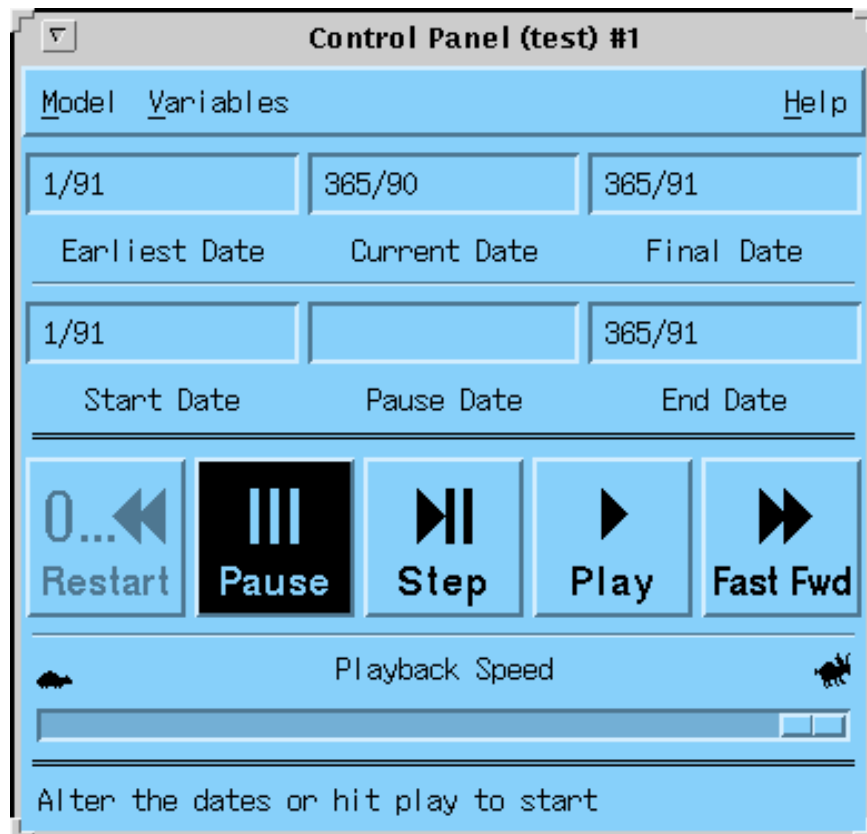 Control Panel (test) #1
Model Variables Help
1/91 365/90 365/91
Earliest Date Current Date Final Date
1/91 365/91
Start Date Pause Date End Date
0...
Restart Pause Step Play Fast Fwd
Playback Speed
Alter the dates or hit play to start